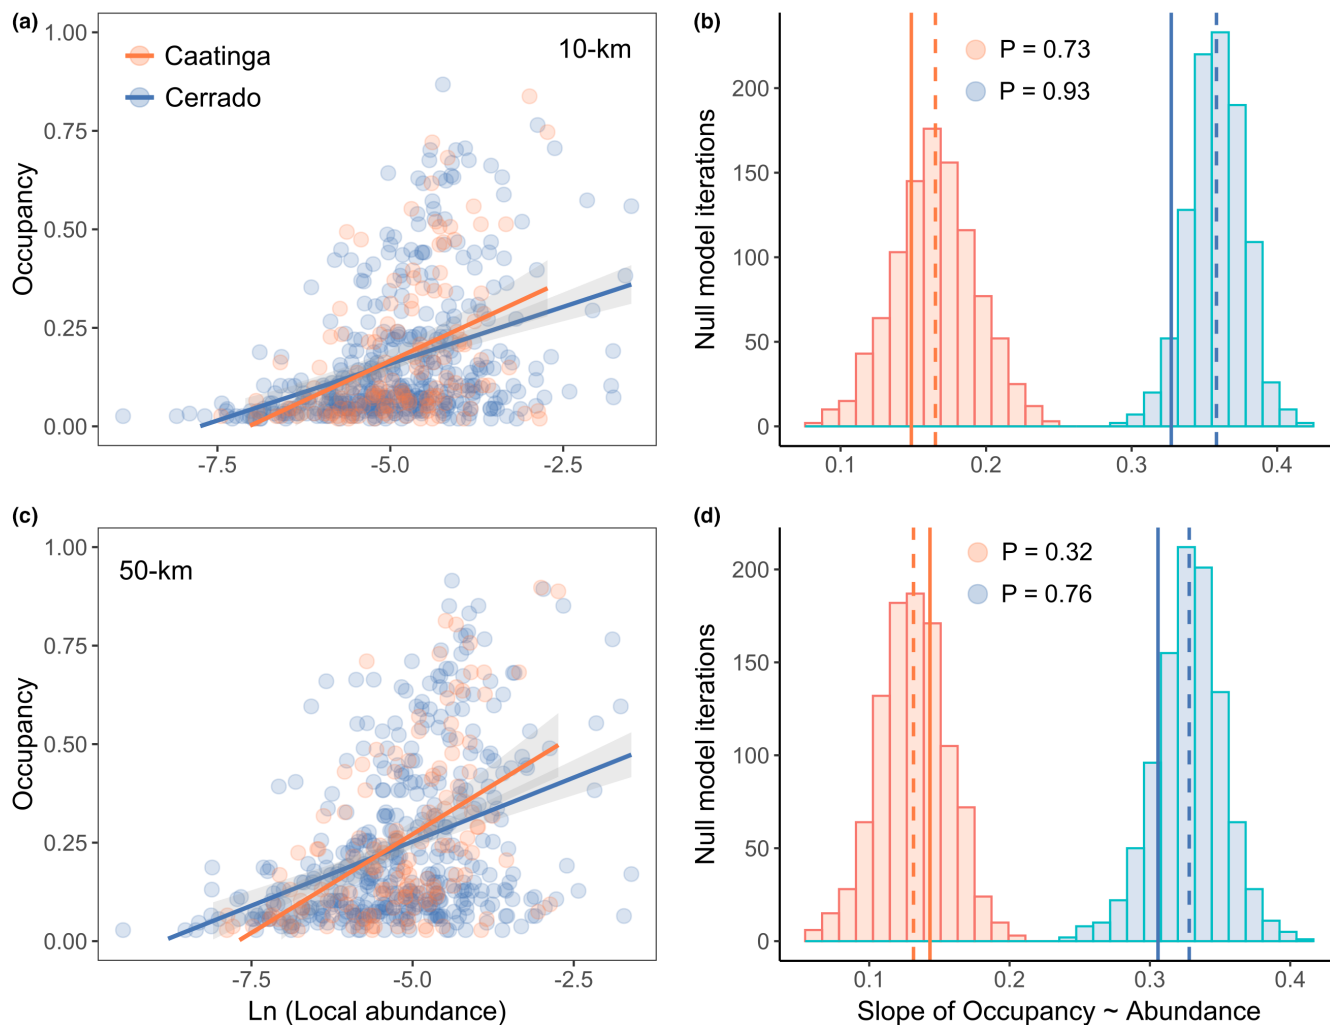 (a)
1.00
0.75
0.50
0.25
0.00
Occupancy
Caatinga
Cerrado
10-km
-7.5 -5.0 -2.5
(b)
200
150
100
50
0
Null model iterations
P = 0.73
P = 0.93
0.1 0.2 0.3 0.4
(c)
1.00
0.75
0.50
0.25
0.00
Occupancy
50-km
-7.5 -5.0 -2.5
Ln (Local abundance)
(d)
200
150
100
50
0
Null model iterations
P = 0.32
P = 0.76
0.1 0.2 0.3 0.4
Slope of Occupancy ~ Abundance